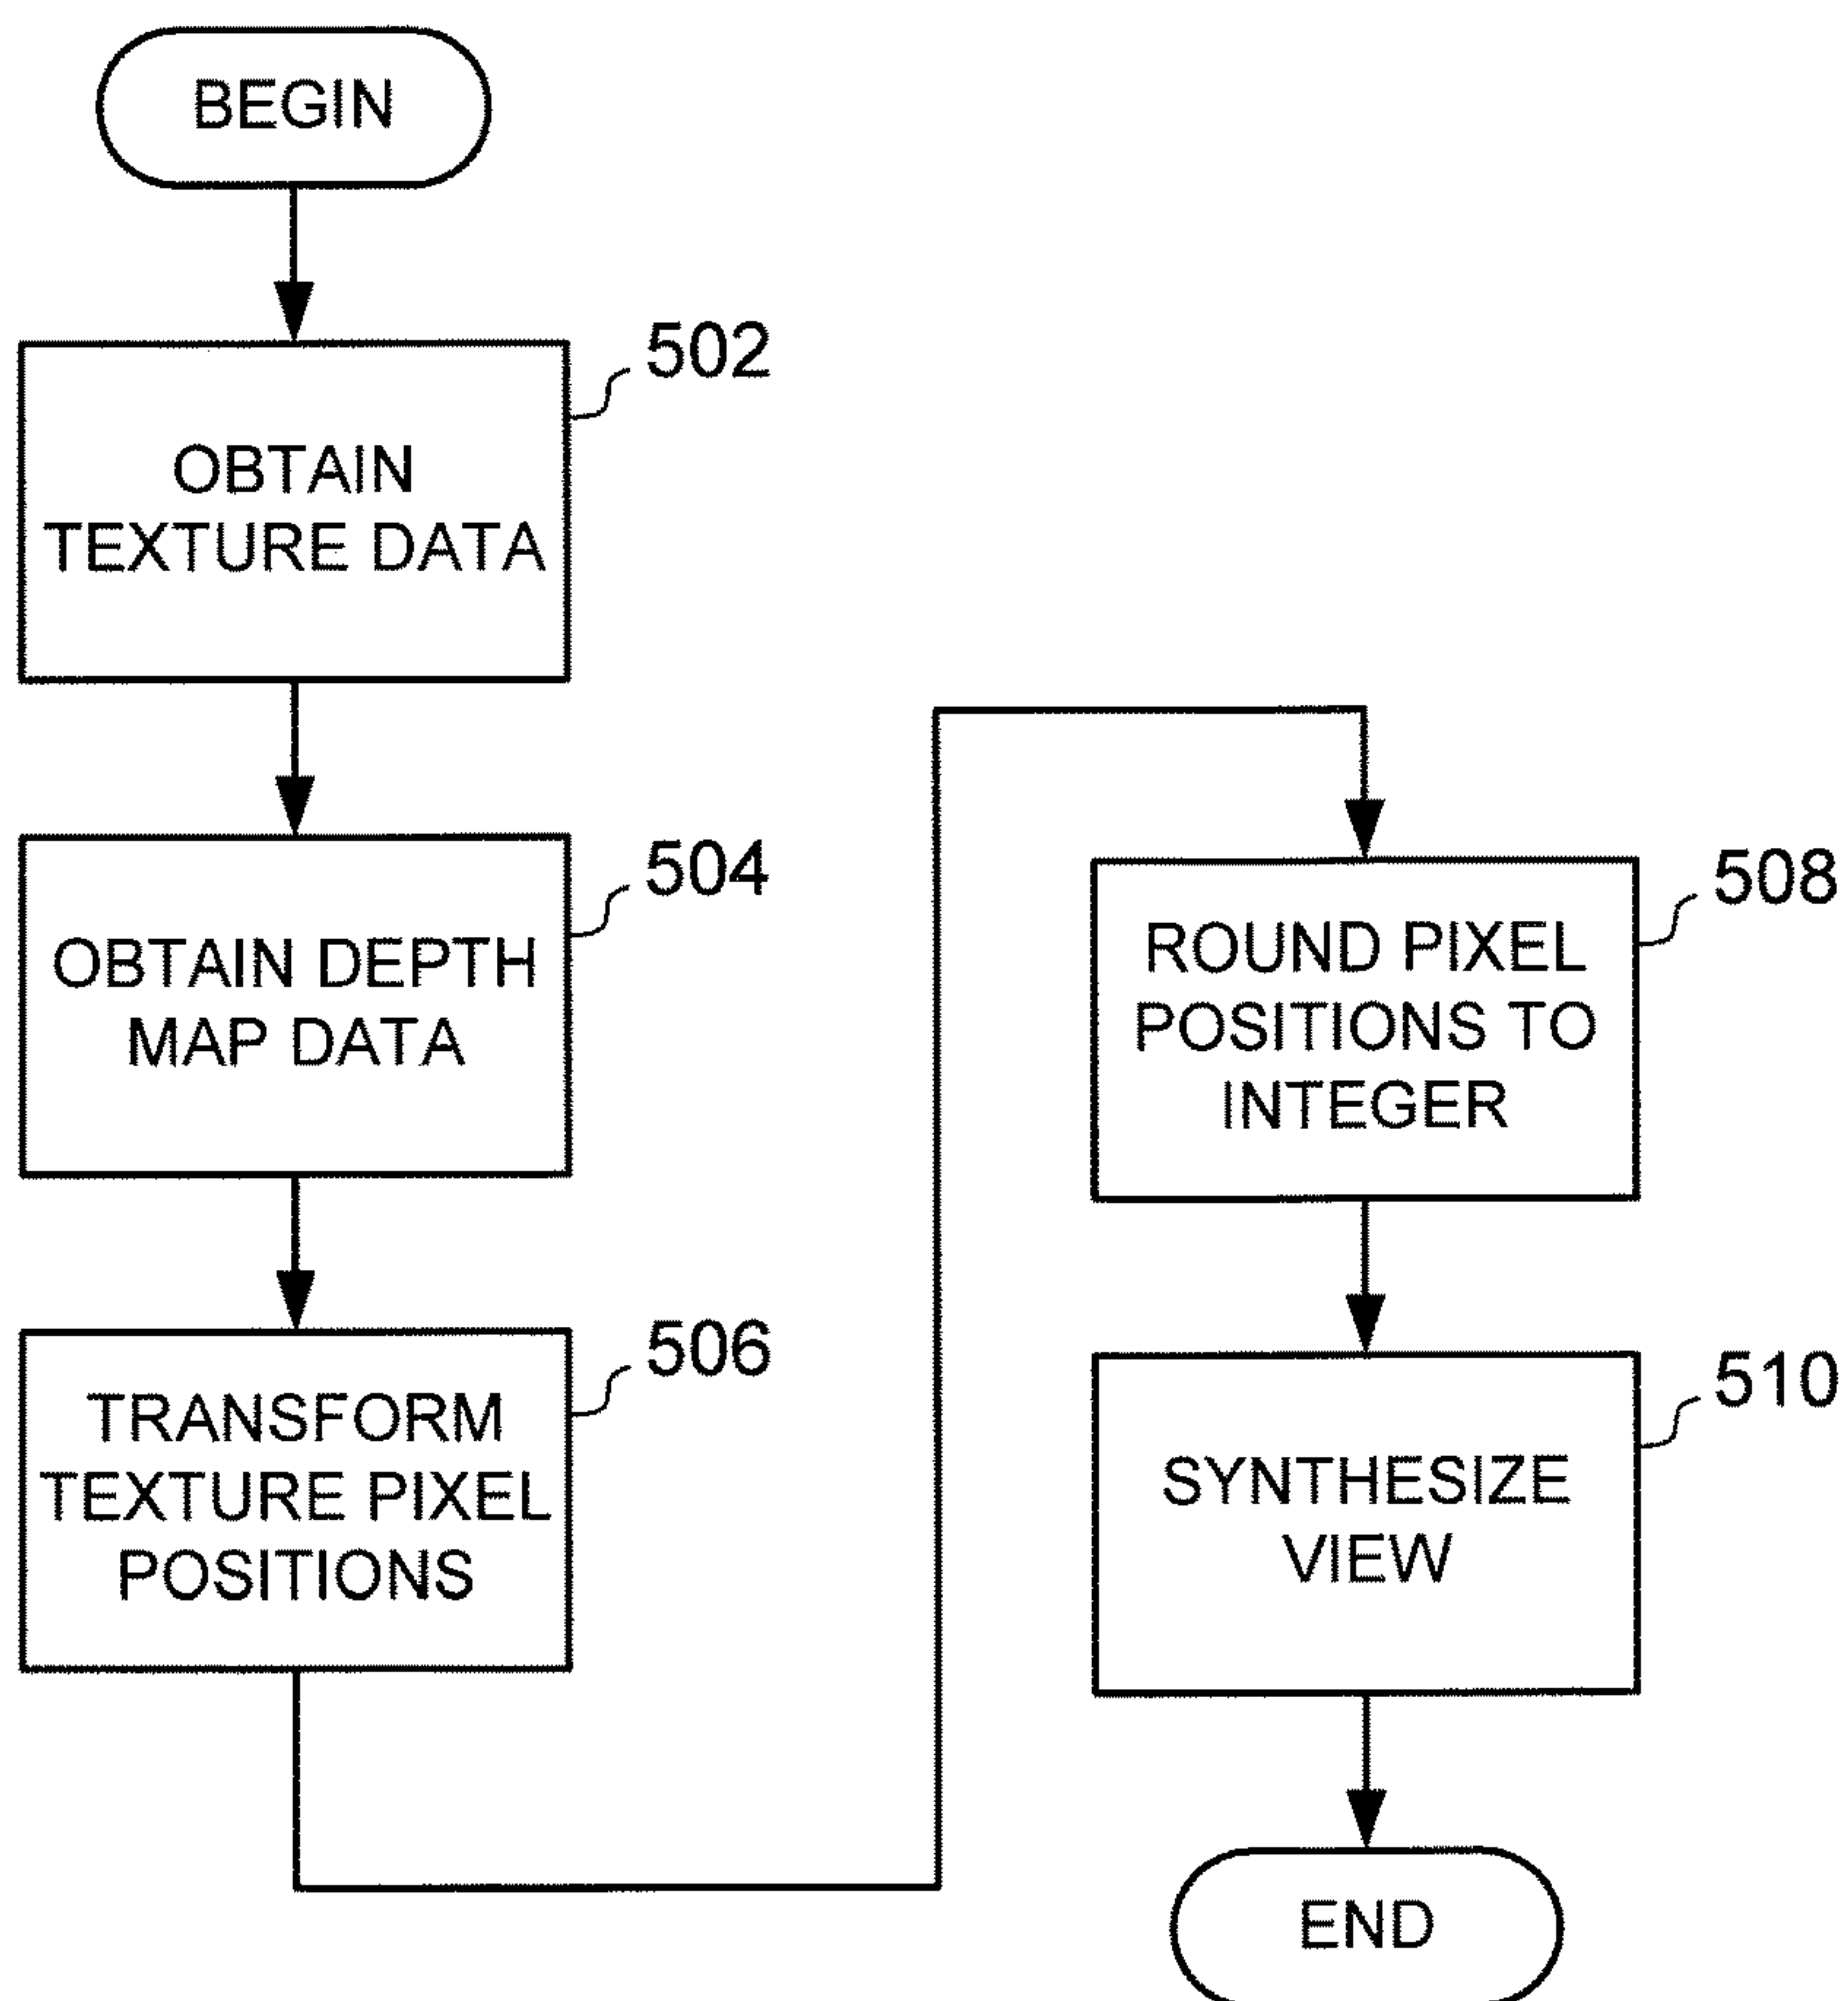 BEGIN
502
OBTAIN
TEXTURE DATA
504
OBTAIN DEPTH
MAP DATA
506
TRANSFORM
TEXTURE PIXEL
POSITIONS
508
ROUND PIXEL
POSITIONS TO
INTEGER
510
SYNTHESIZE
VIEW
END